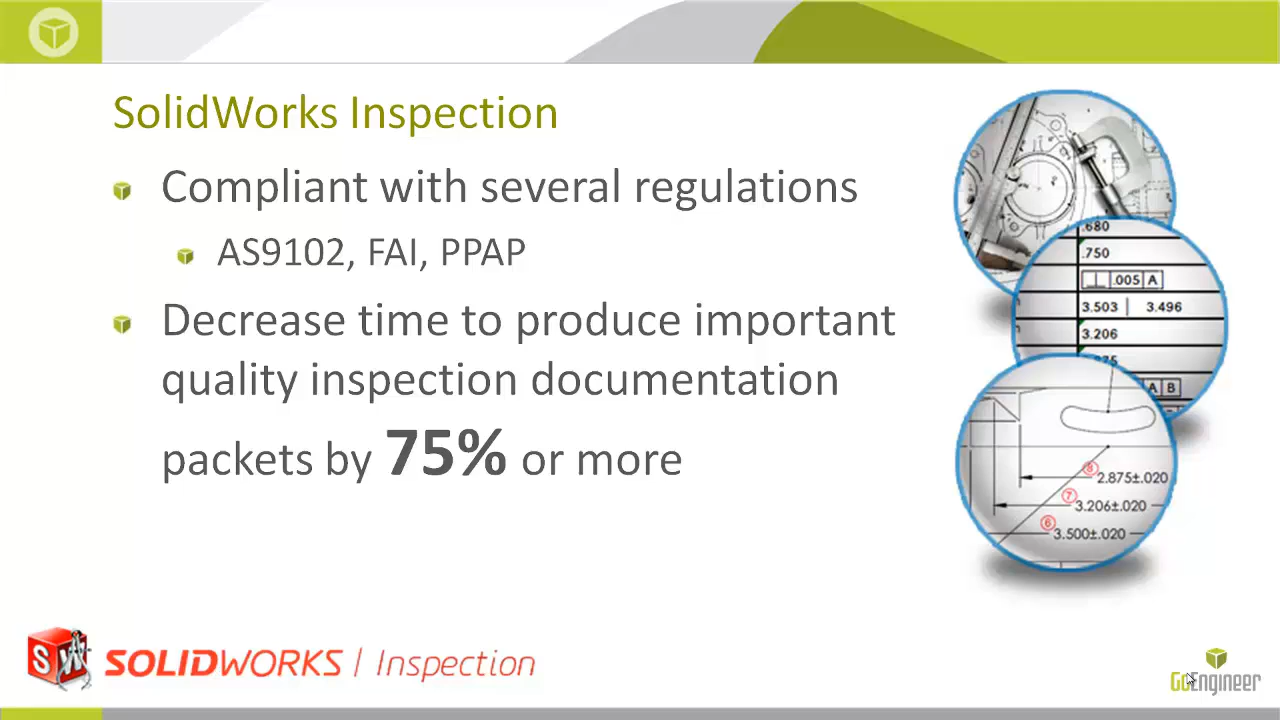 SolidWorks Inspection
Compliant with several regulations
AS9102, FAI, PPAP
Decrease time to produce important
quality inspection documentation
packets by 75% or more
.680
.750
.005 A
3.503 3.496
3.206
A B
8 2.875±.020
7 3.206±.020
6 3.500±.020
SW
SOLIDWORKS | Inspection
GoEngineer